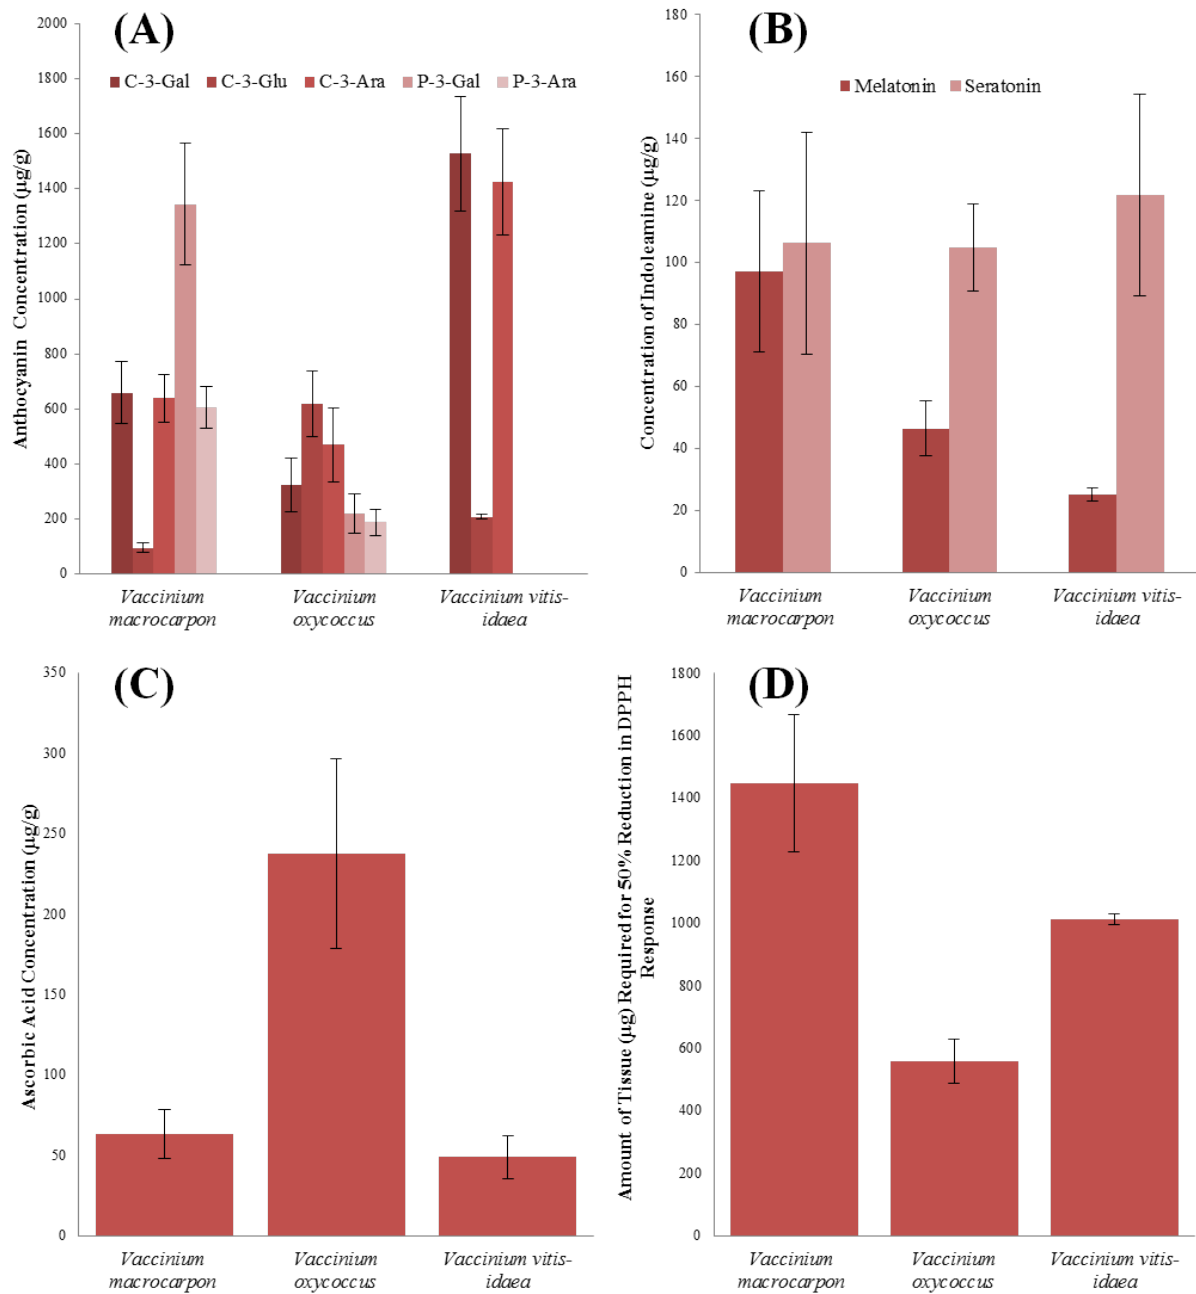 (A)
C-3-Gal C-3-Glu C-3-Ara P-3-Gal P-3-Ara
Anthocyanin Concentration (µg/g)
2000
1800
1600
1400
1200
1000
800
600
400
200
0
Vaccinium
macrocarpon
Vaccinium
oxycoccus
Vaccinium vitis-
idaea
(B)
Melatonin Seratonin
Concentration of Indoleamine (µg/g)
180
160
140
120
100
80
60
40
20
0
Vaccinium
macrocarpon
Vaccinium
oxycoccus
Vaccinium vitis-
idaea
(C)
Ascorbic Acid Concentration (µg/g)
350
300
250
200
150
100
50
0
Vaccinium
macrocarpon
Vaccinium
oxycoccus
Vaccinium vitis-
idaea
(D)
Amount of Tissue (µg) Required for 50% Reduction in DPPH
Response
1800
1600
1400
1200
1000
800
600
400
200
0
Vaccinium
macrocarpon
Vaccinium
oxycoccus
Vaccinium vitis-
idaea